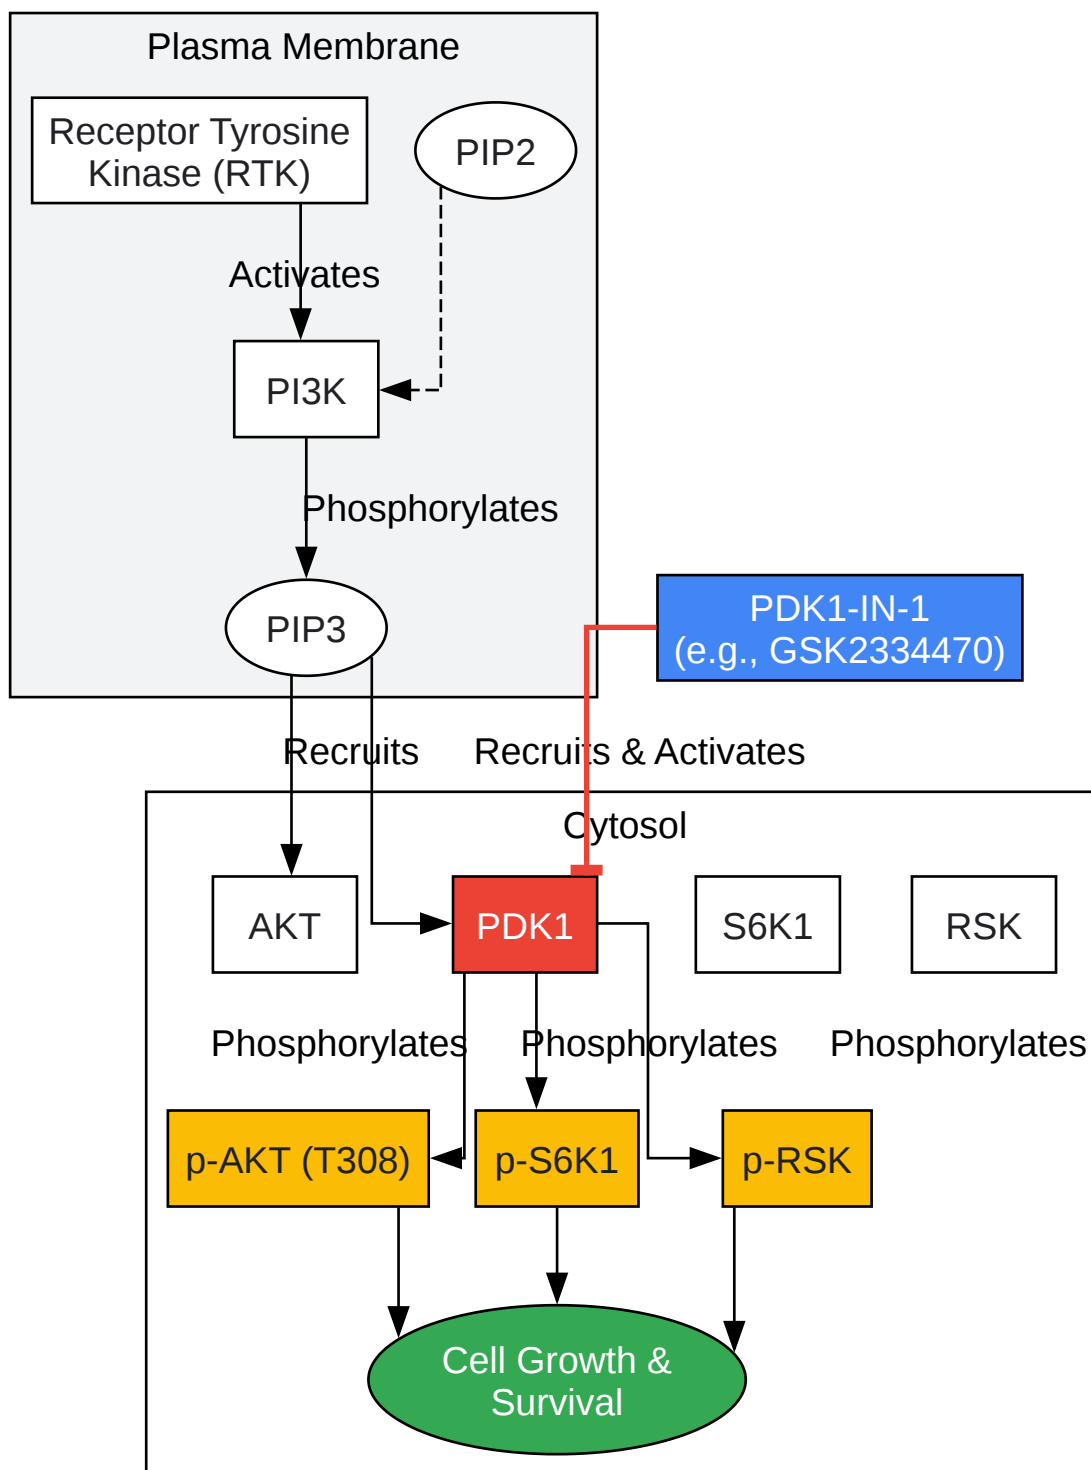 Plasma Membrane
Receptor Tyrosine
Kinase (RTK)
PIP2
Activates
PI3K
Phosphorylates
PIP3
PDK1-IN-1
(e.g., GSK2334470)
Recruits
Recruits & Activates
Cytosol
AKT
PDK1
S6K1
RSK
Phosphorylates
Phosphorylates
Phosphorylates
p-AKT (T308)
p-S6K1
p-RSK
Cell Growth &
Survival